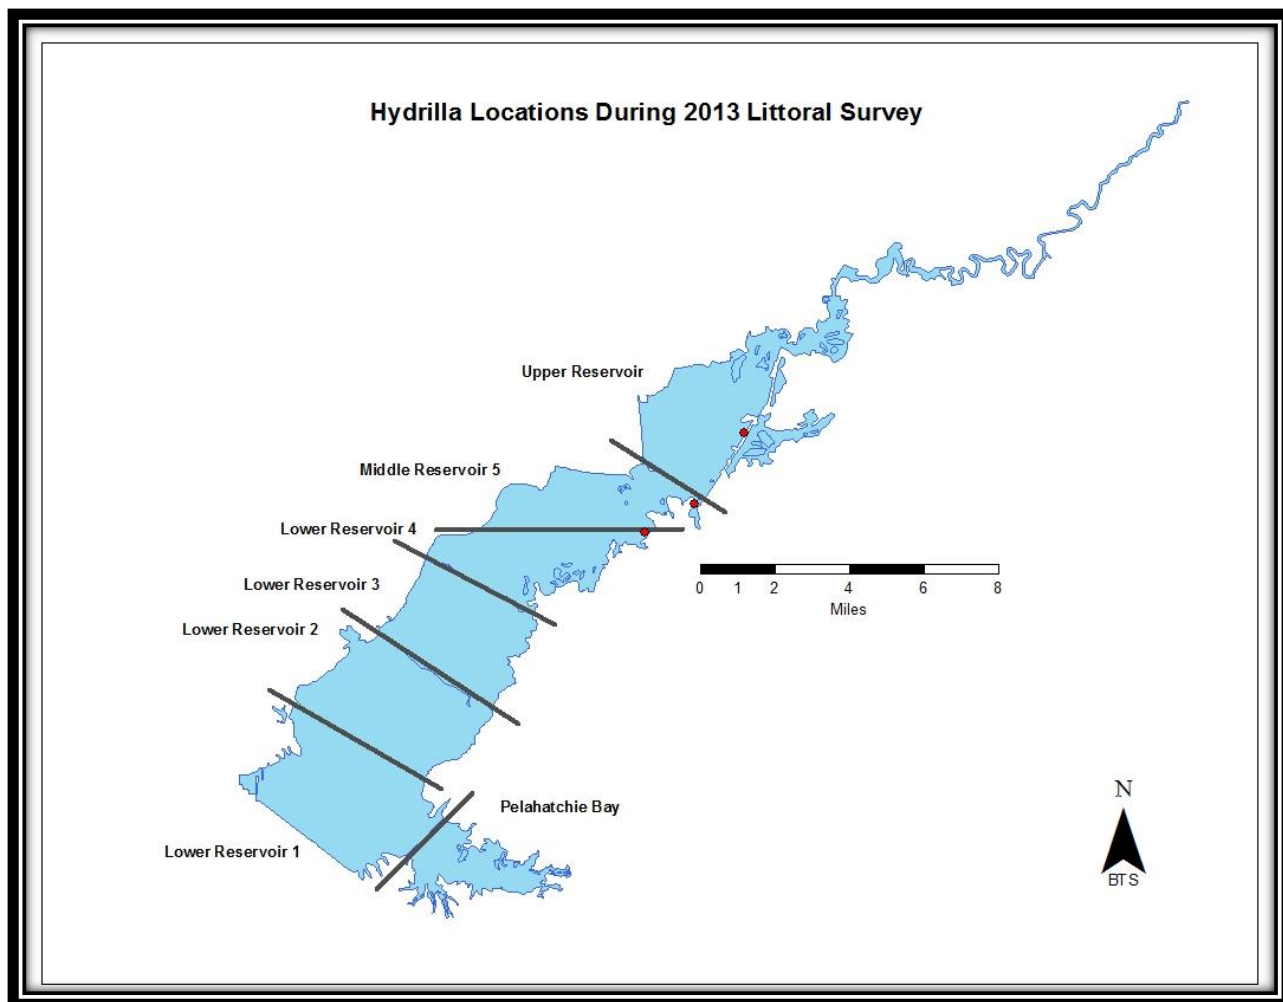 Hydrilla Locations During 2013 Littoral Survey
Upper Reservoir
Middle Reservoir 5
Lower Reservoir 4
Lower Reservoir 3
Lower Reservoir 2
0 1 2 4 6 8
Miles
Pelahatchie Bay
Lower Reservoir 1
N
BTS